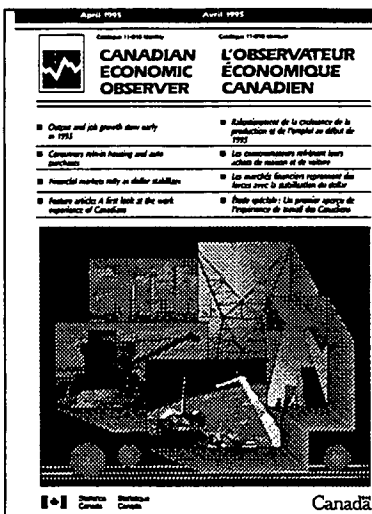 April 1995
Avril 1995
Catalogue 11-010 Monthly
Catalogue 11-010 Mensuel
CANADIAN
ECONOMIC
OBSERVER
L'OBSERVATEUR
ÉCONOMIQUE
CANADIEN
Output and job growth slow early
in 1995
Consumers rein-in housing and auto
purchases
Financial markets rally as dollar stabilizes
Feature article: A first look at the work
experience of Canadians
Ralentissement de la croissance de la
production et de l'emploi au début de
1995
Les consommateurs refrènent leurs
achats de maison et de voiture
Les marchés financiers reprennent des
forces avec la stabilisation du dollar
Étude spéciale : Un premier aperçu de
l'expérience de travail des Canadiens
Statistics
Canada
Statistique
Canada
Canada